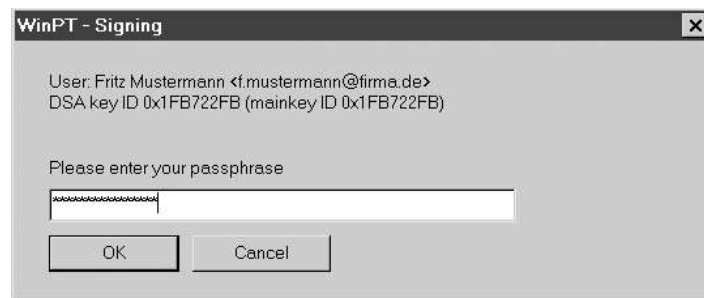 WinPT - Signing
User: Fritz Mustermann <f.mustermann@firma.de>
DSA key ID 0x1FB722FB (mainkey ID 0x1FB722FB)
Please enter your passphrase
****************
OK
Cancel